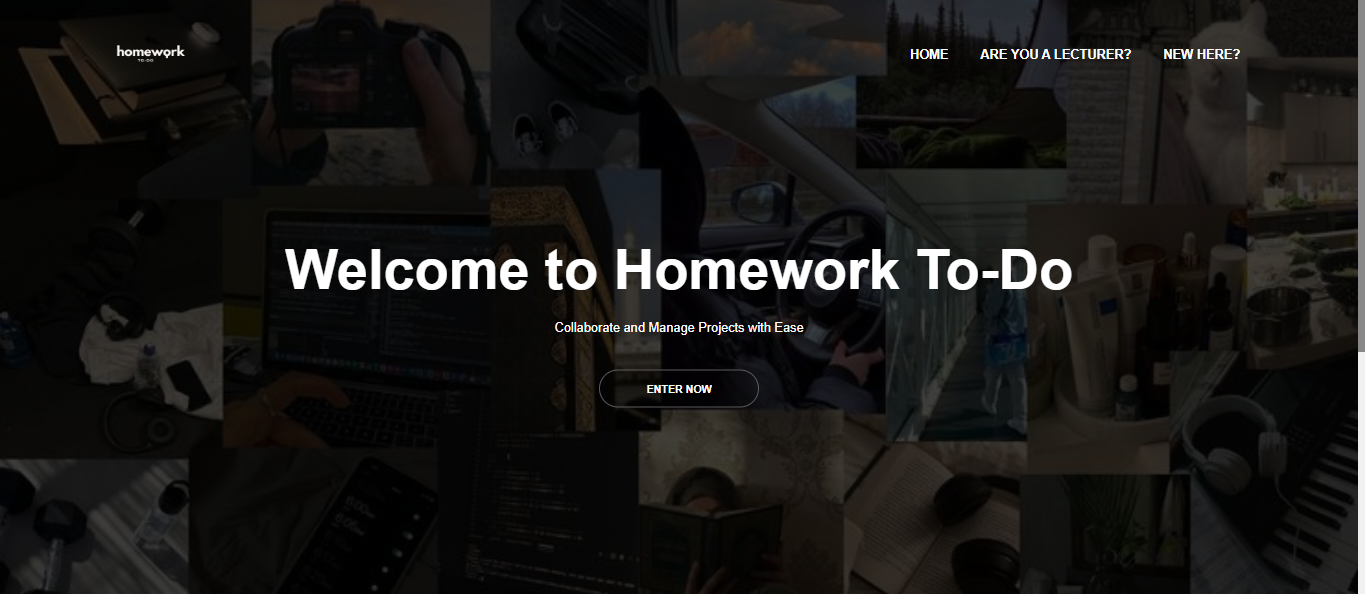 homework
TO-DO
HOME
ARE YOU A LECTURER?
NEW HERE?
Welcome to Homework To-Do
Collaborate and Manage Projects with Ease
ENTER NOW